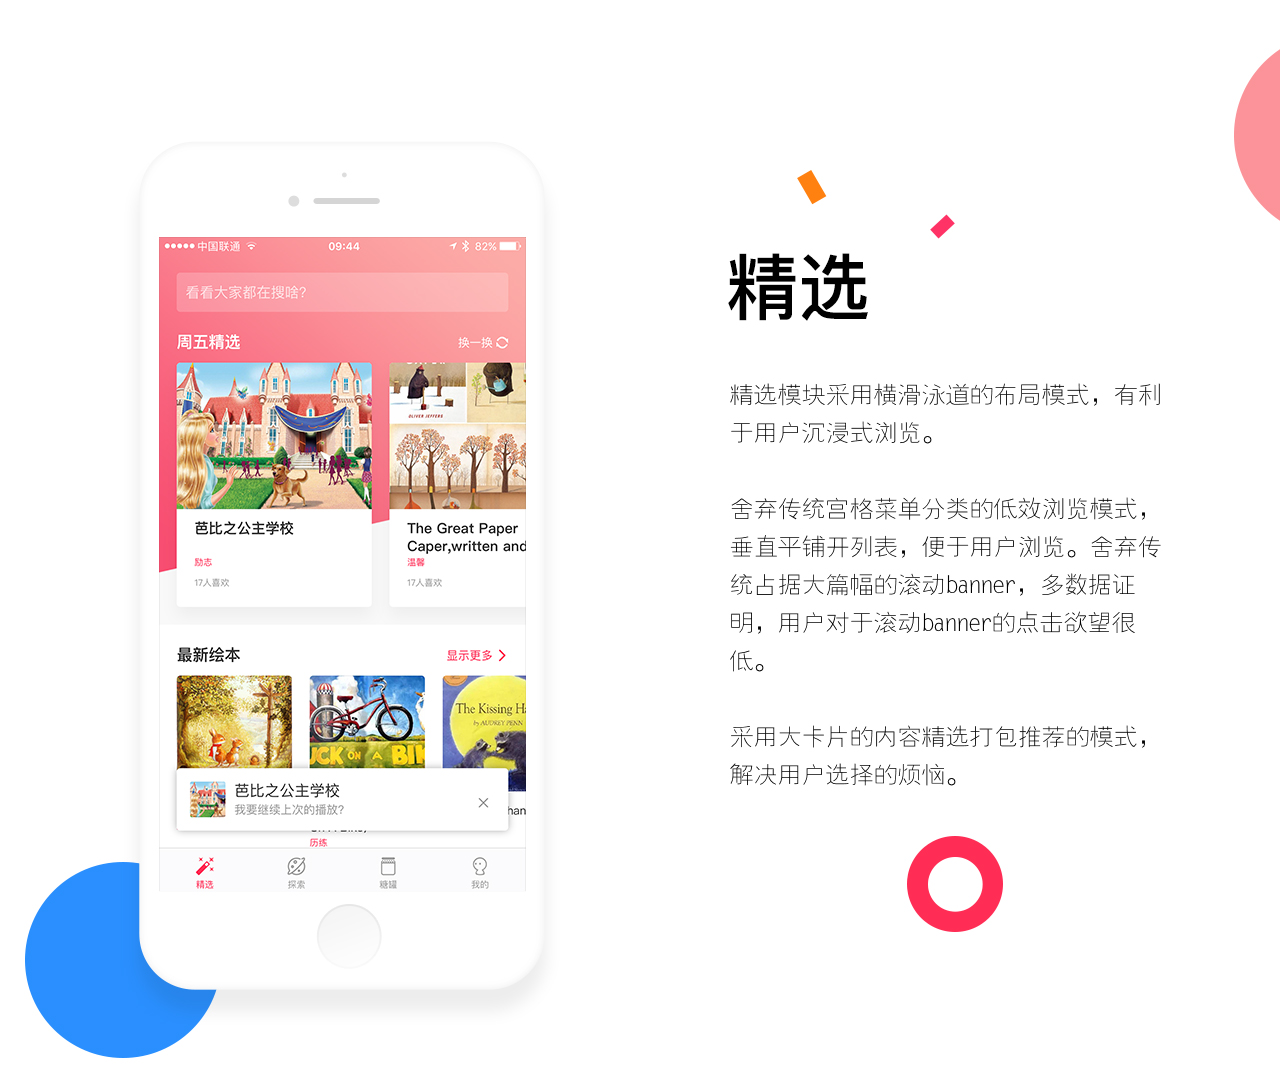 中国联通
09:44
82%
看看大家都在搜啥?
周五精选
换一换
OLIVER JEFFERS
芭比之公主学校
励志
17人喜欢
The Great Paper
Caper,written and
温馨
17人喜欢
最新绘本
显示更多
The Kissing Ha
by AUDREY PENN
UCK ON A BIK
芭比之公主学校
我要继续上次的播放?
han
历练
精选
探索
糖罐
我的
精选
精选模块采用横滑泳道的布局模式，有利
于用户沉浸式浏览。
舍弃传统宫格菜单分类的低效浏览模式，
垂直平铺开列表，便于用户浏览。舍弃传
统占据大篇幅的滚动banner，多数据证
明，用户对于滚动banner的点击欲望很
低。
采用大卡片的内容精选打包推荐的模式，
解决用户选择的烦恼。